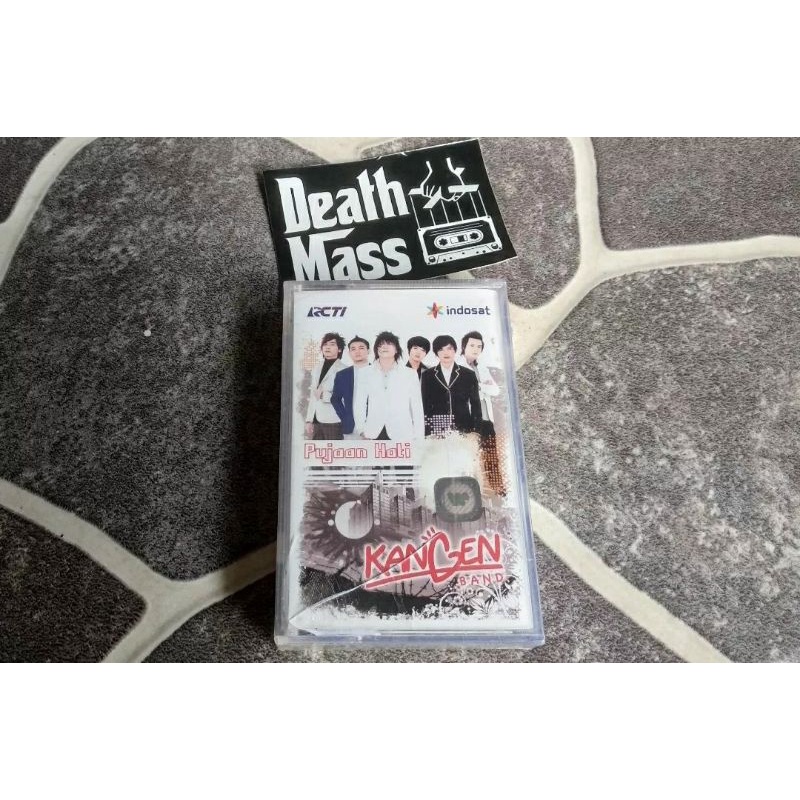 Death
Mass
RCTI
indosat
Pujaan Hati
KANGEN
BAND